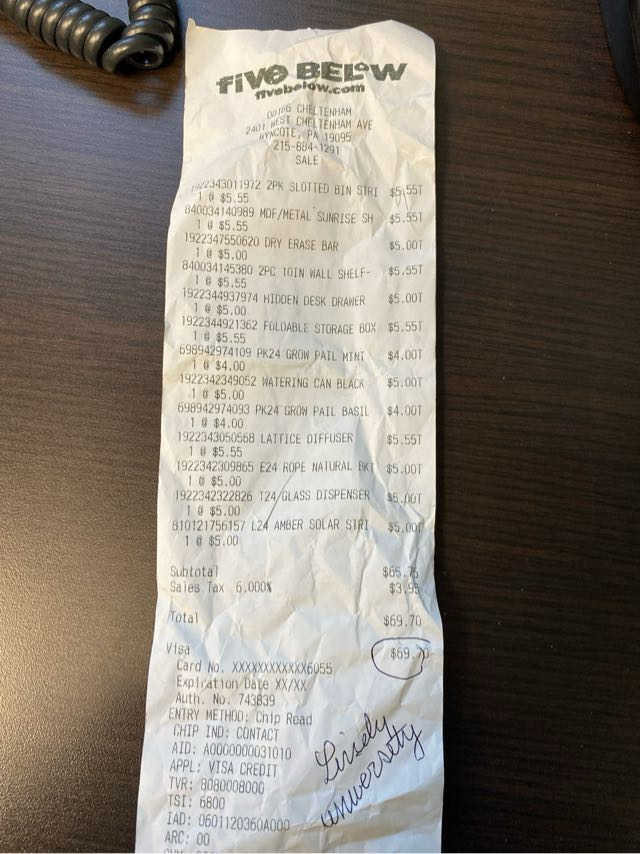 five BELOW
fivebelow.com
00166 CHELTENHAM
2401 WEST CHELTENHAM AVE
WYNCOTE, PA 19095
215-884-1291
SALE
1922343011972 2PK SLOTTED BIN STRI $5.55T
1 @ $5.55
840034140989 MDF/METAL SUNRISE SH $5.55T
1 @ $5.55
1922347550620 DRY ERASE BAR $5.00T
1 @ $5.00
840034145380 2PC 10IN WALL SHELF- $5.55T
1 @ $5.55
1922344937974 HIDDEN DESK DRAWER $5.00T
1 @ $5.00
1922344921362 FOLDABLE STORAGE BOX $5.55T
1 @ $5.55
698942974109 PK24 GROW PAIL MINT $4.00T
1 @ $4.00
1922342349052 WATERING CAN BLACK $5.00T
1 @ $5.00
698942974093 PK24 GROW PAIL BASIL $4.00T
1 @ $4.00
1922343050568 LATTICE DIFFUSER $5.55T
1 @ $5.55
1922342309865 E24 ROPE NATURAL BKT $5.00T
1 @ $5.00
1922342322826 T24 GLASS DISPENSER $5.00T
1 @ $5.00
810121756157 L24 AMBER SOLAR STRI $5.00T
1 @ $5.00
Subtotal $65.75
Sales Tax 6.000% $3.95
Total $69.70
Visa $69.70
Card No. XXXXXXXXXXXX6055
Expiration Date XX/XX
Auth. No. 743839
ENTRY METHOD: Chip Read
CHIP IND: CONTACT
AID: A0000000031010
APPL: VISA CREDIT
TVR: 8080008000
TSI: 6800
IAD: 0601120360A000
ARC: 00
university